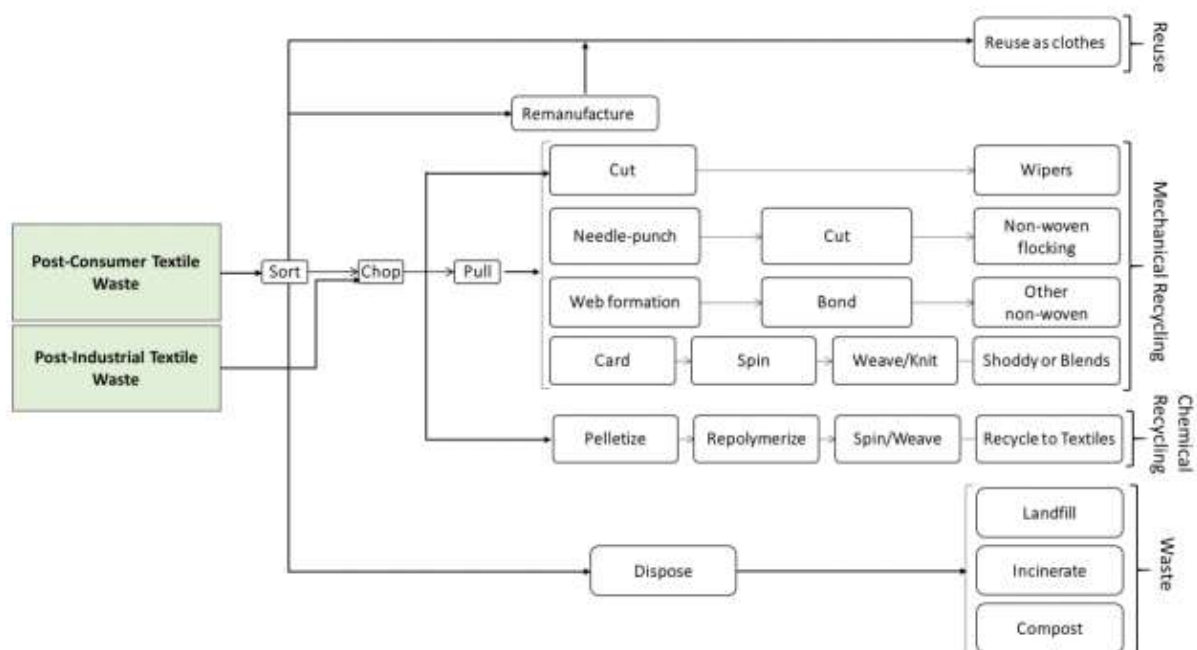 Reuse as clothes
Reuse
Remanufacture
Cut
Wipers
Mechanical Recycling
Needle-punch
Cut
Non-woven
flocking
Post-Consumer Textile
Waste
Sort
Chop
Pull
Web formation
Bond
Other
non-woven
Post-Industrial Textile
Waste
Card
Spin
Weave/Knit
Shoddy or Blends
Pelletize
Repolymerize
Spin/Weave
Recycle to Textiles
Chemical
Recycling
Landfill
Dispose
Incinerate
Waste
Compost